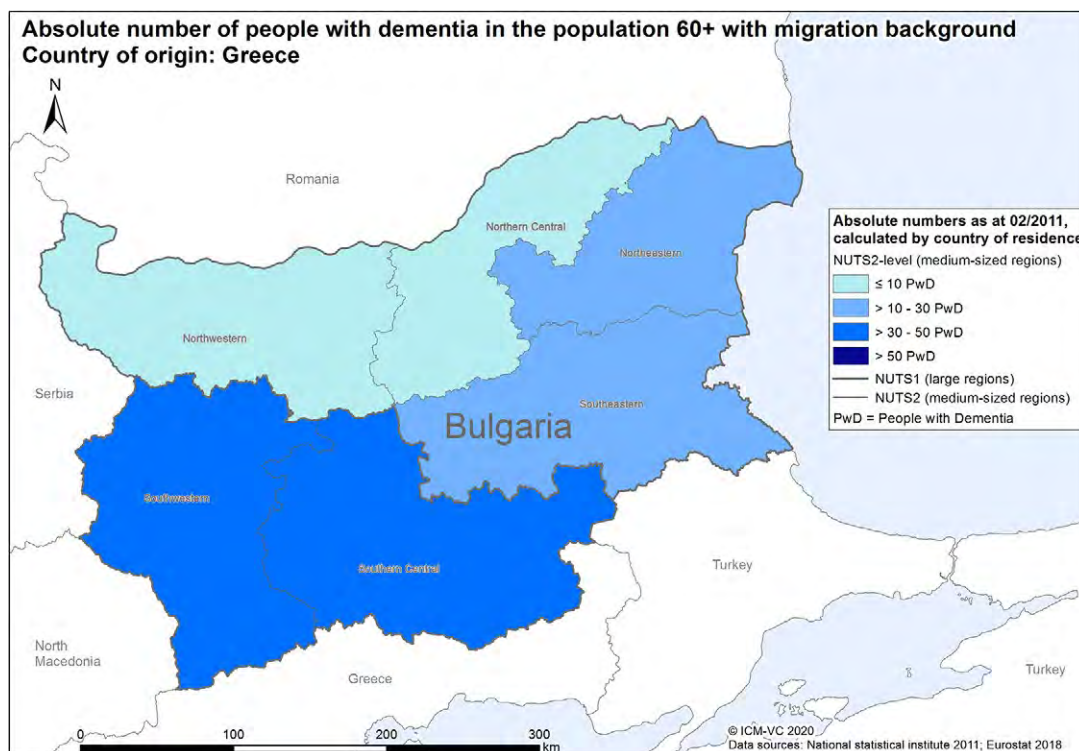 Absolute number of people with dementia in the population 60+ with migration background
Country of origin: Greece
N
Romania
Northern Central
Northeastern
Northwestern
Serbia
Southeastern
Bulgaria
Southwestern
Southern Central
Turkey
North
Macedonia
Greece
Turkey
Absolute numbers as at 02/2011,
calculated by country of residence
NUTS2-level (medium-sized regions)
≤ 10 PwD
> 10 - 30 PwD
> 30 - 50 PwD
> 50 PwD
NUTS1 (large regions)
NUTS2 (medium-sized regions)
PwD = People with Dementia
0 100 200 300
km
© ICM-VC 2020
Data sources: National statistical institute 2011; Eurostat 2018